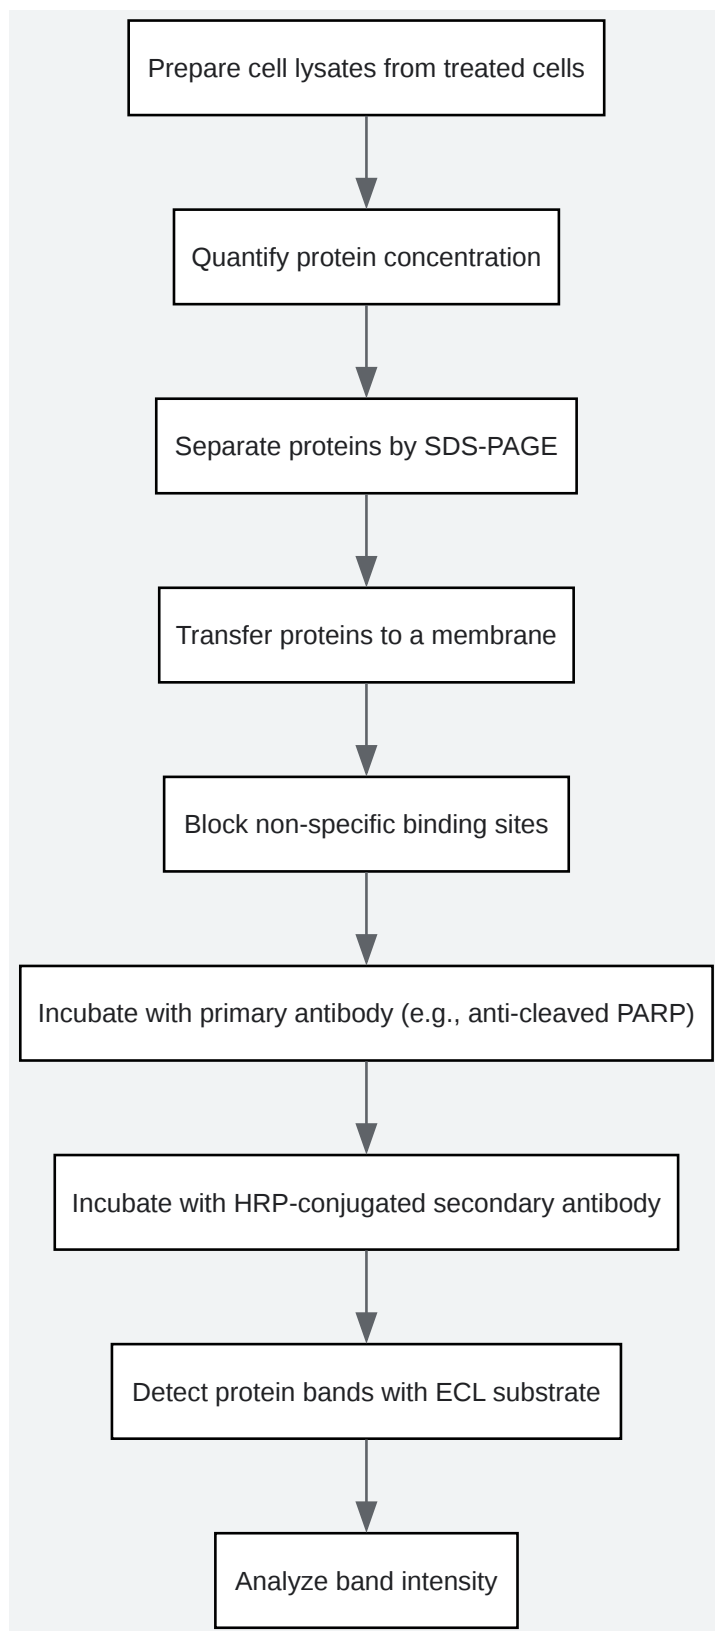 Prepare cell lysates from treated cells
Quantify protein concentration
Separate proteins by SDS-PAGE
Transfer proteins to a membrane
Block non-specific binding sites
Incubate with primary antibody (e.g., anti-cleaved PARP)
Incubate with HRP-conjugated secondary antibody
Detect protein bands with ECL substrate
Analyze band intensity